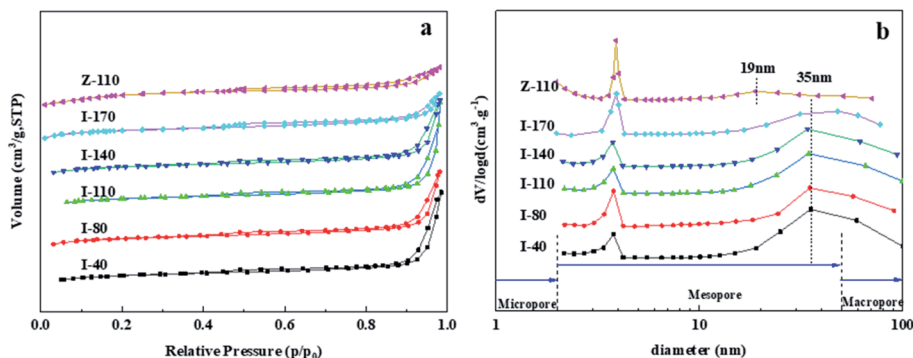 a
Volume (cm³/g,STP)
Z-110
I-170
I-140
I-110
I-80
I-40
0.0 0.2 0.4 0.6 0.8 1.0
Relative Pressure (p/p₀)
b
dV/logd(cm³·g⁻¹)
19nm
35nm
Z-110
I-170
I-140
I-110
I-80
I-40
Micropore Mesopore Macropore
1 10 100
diameter (nm)